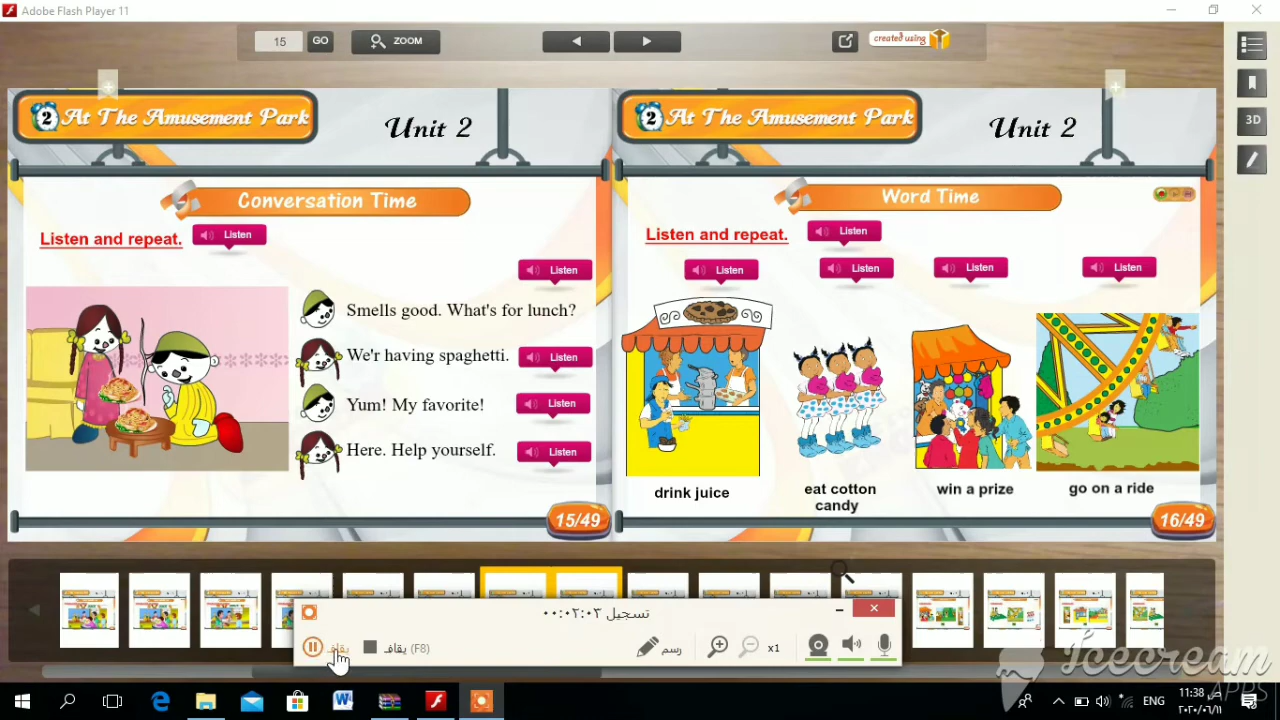 Adobe Flash Player 11
15 GO ZOOM created using
2 At The Amusement Park Unit 2
Conversation Time
Listen and repeat. Listen
Listen
Smells good. What's for lunch?
We'r having spaghetti. Listen
Yum! My favorite! Listen
Here. Help yourself. Listen
15/49
2 At The Amusement Park Unit 2
Word Time
Listen and repeat. Listen
Listen Listen Listen Listen
drink juice
eat cotton candy
win a prize
go on a ride
16/49
3D
تسجيل ٠٠:٠٢:٠٣
يقاف (F8) x1 رسم
Icecream
APPS
ENG
11:38 ص